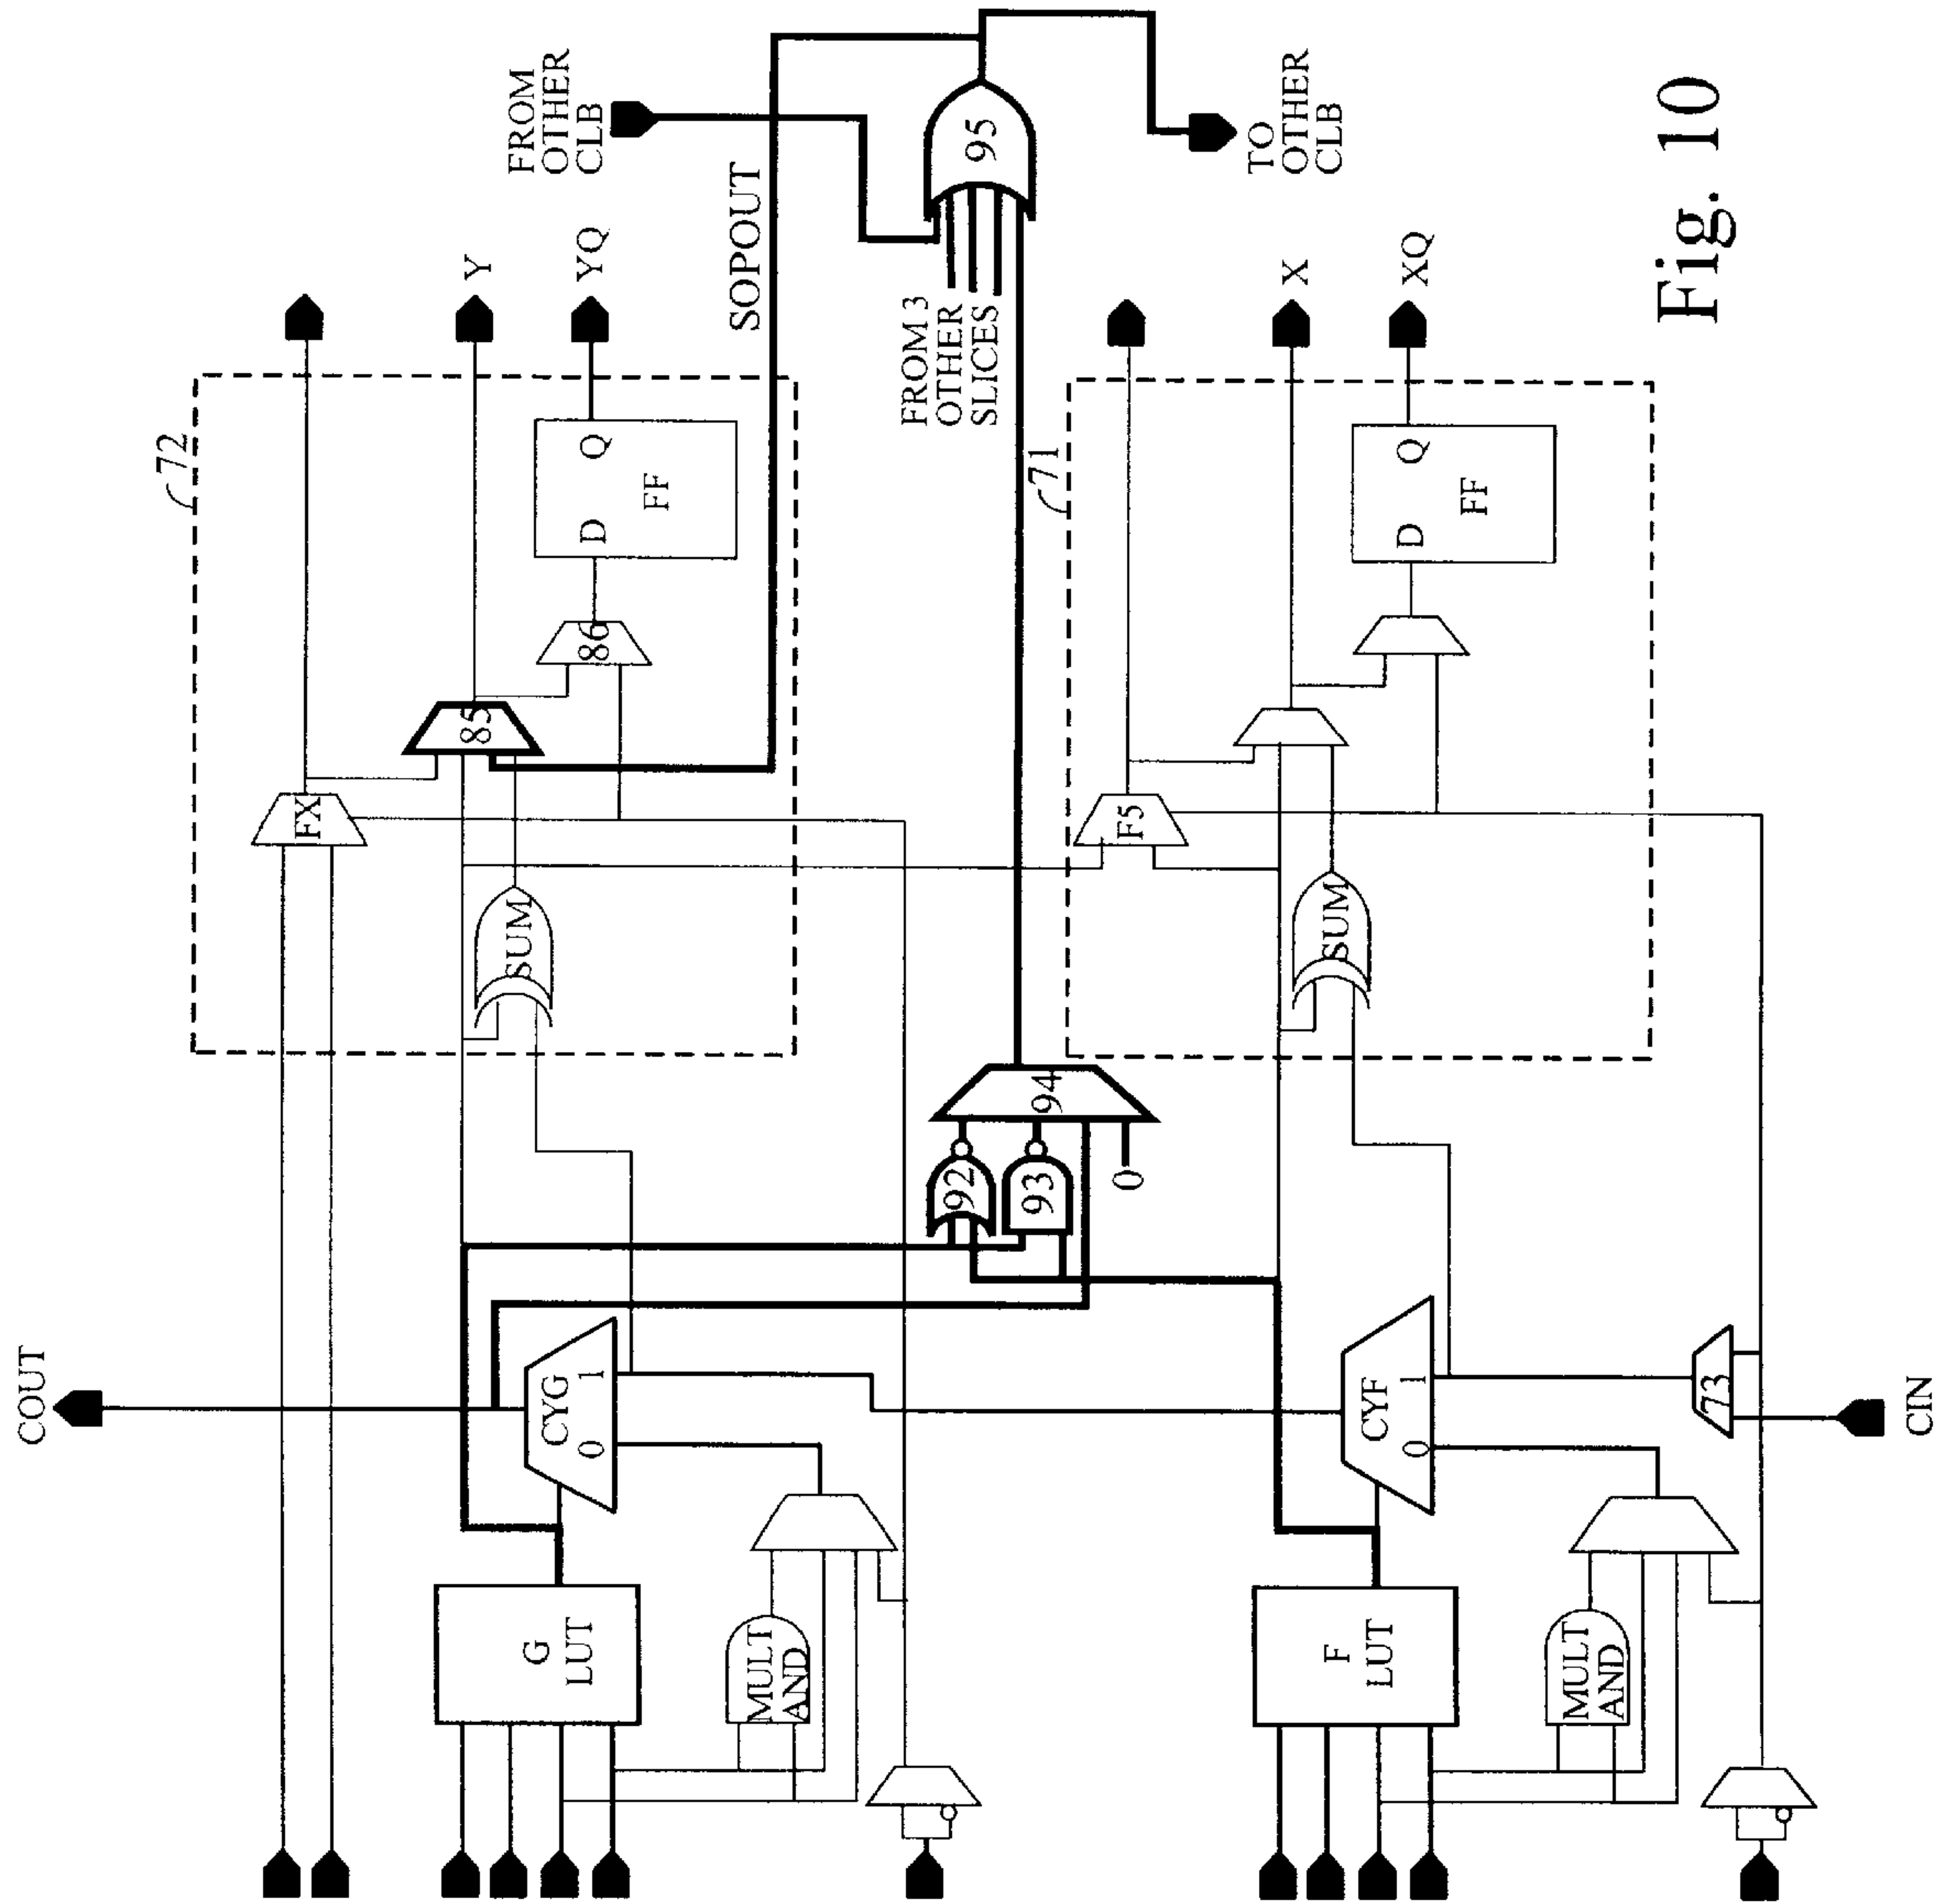 COUT
72
FX
85
Y
86
D Q
FF
YQ
SUM
G
LUT
CYG
0 1
MULT
AND
FROM
OTHER
CLB
SOPOUT
92
93
94
0
FROM 3
OTHER
SLICES
95
TO
OTHER
CLB
71
F5
X
D Q
FF
XQ
SUM
F
LUT
CYF
0 1
MULT
AND
73
CIN
Fig. 10